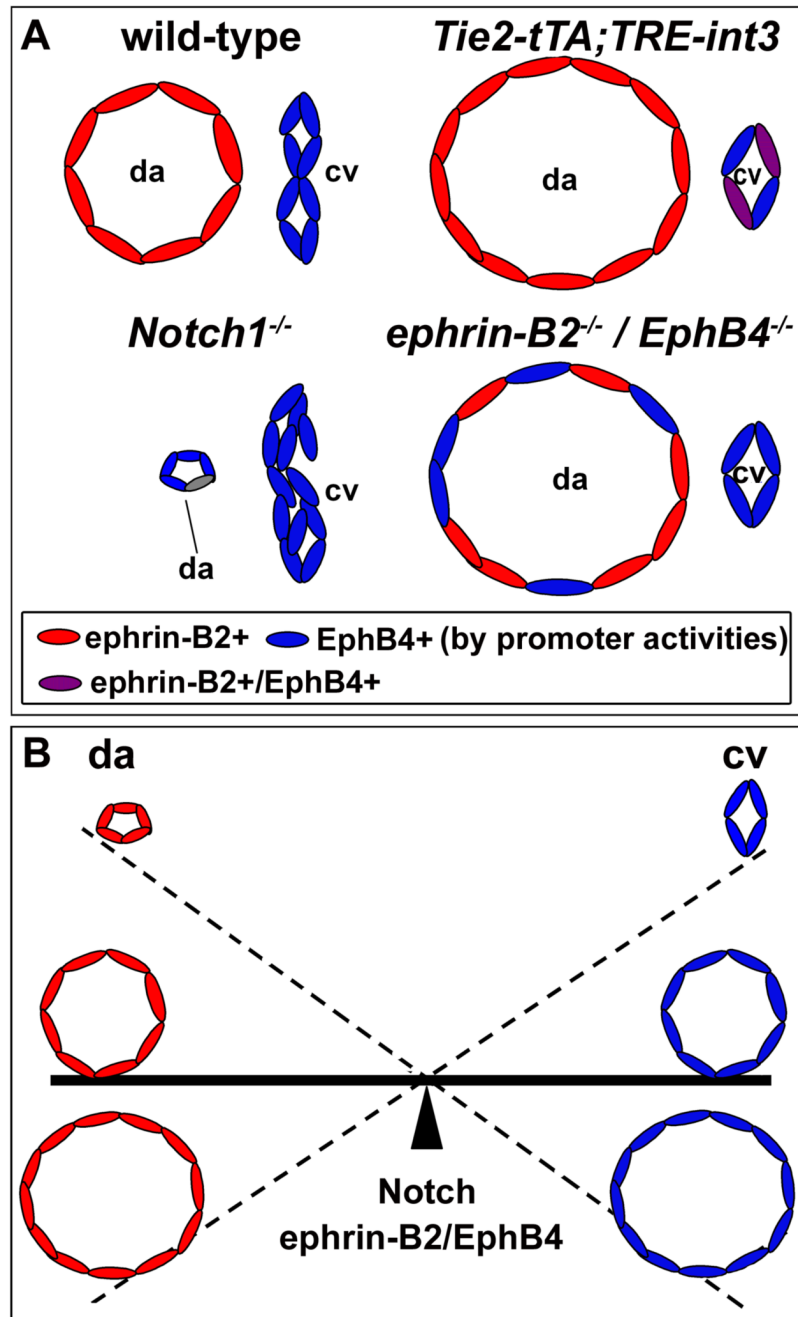 A wild-type Tie2-tTA;TRE-int3
da cv da cv
Notch1-/- ephrin-B2-/- / EphB4-/-
da cv da cv
ephrin-B2+ EphB4+ (by promoter activities)
ephrin-B2+/EphB4+
B da cv
Notch
ephrin-B2/EphB4